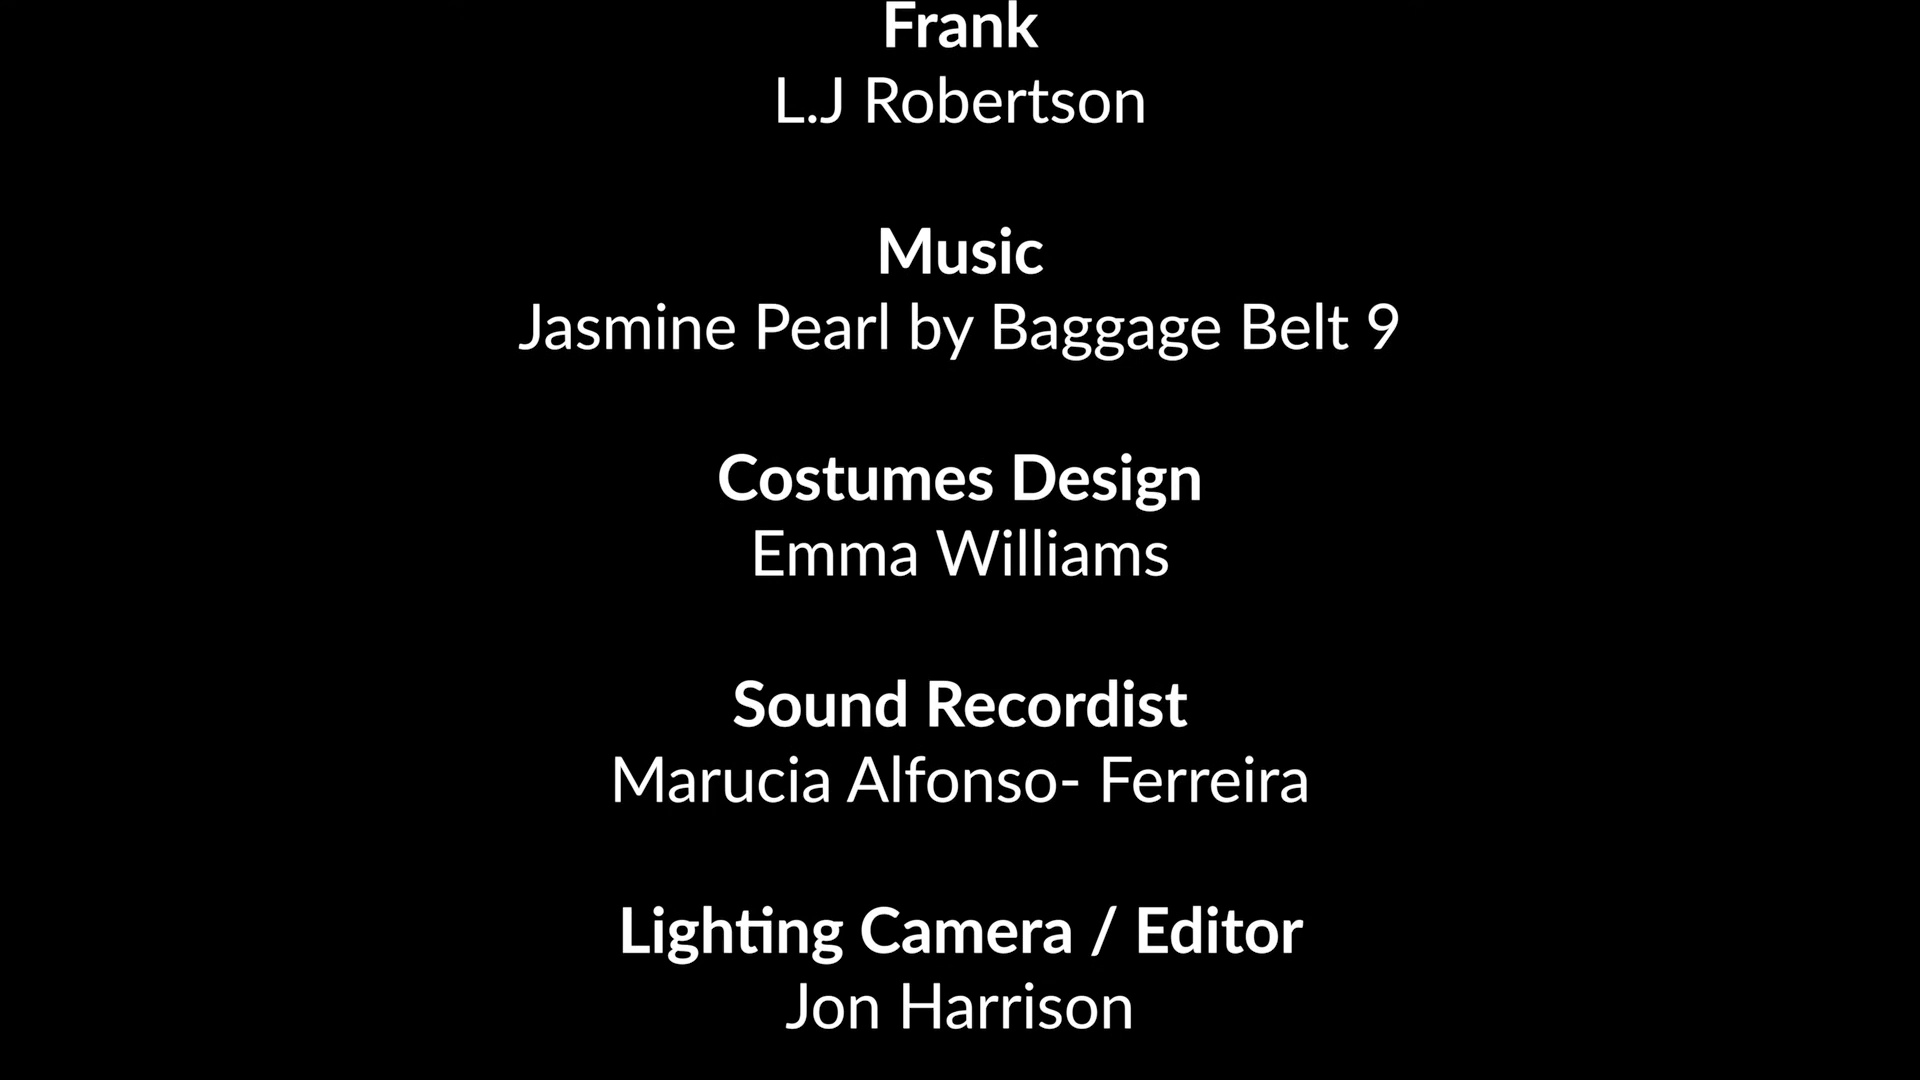 Frank
L.J Robertson
Music
Jasmine Pearl by Baggage Belt 9
Costumes Design
Emma Williams
Sound Recordist
Marucia Alfonso- Ferreira
Lighting Camera / Editor
Jon Harrison